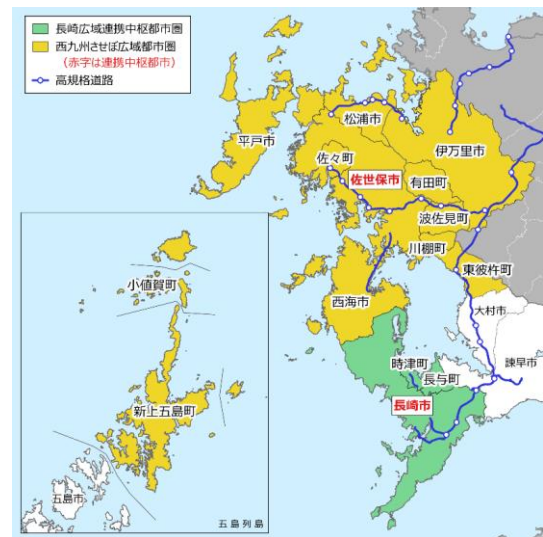 長崎広域連携中枢都市圏
西九州させぼ広域都市圏
(赤字は連携中枢都市)
高規格道路
松浦市
平戸市
伊万里市
佐々町
佐世保市
有田町
波佐見町
川棚町
東彼杵町
小値賀町
西海市
大村市
時津町
諫早市
長与町
新上五島町
長崎市
五島市
五島列島